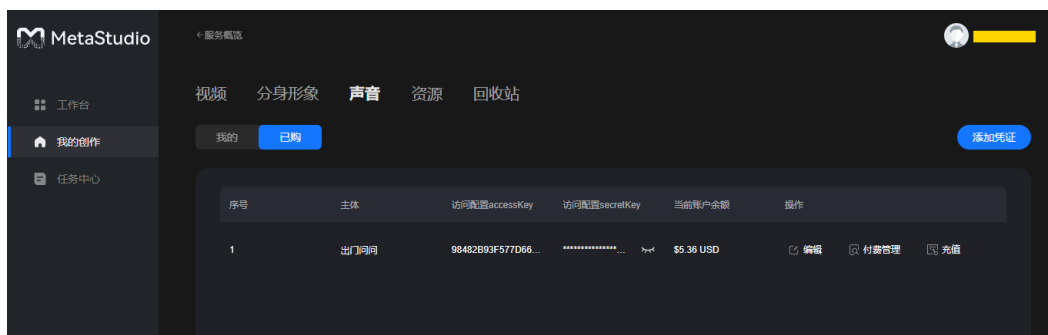 MetaStudio
←服务概览
视频 分身形象 声音 资源 回收站
工作台
我的 已购 添加凭证
我的创作
任务中心
序号 主体 访问配置accessKey 访问配置secretKey 当前账户余额 操作
1 出门问问 98482B93F577D66... ***************... $5.36 USD 编辑 付费管理 充值